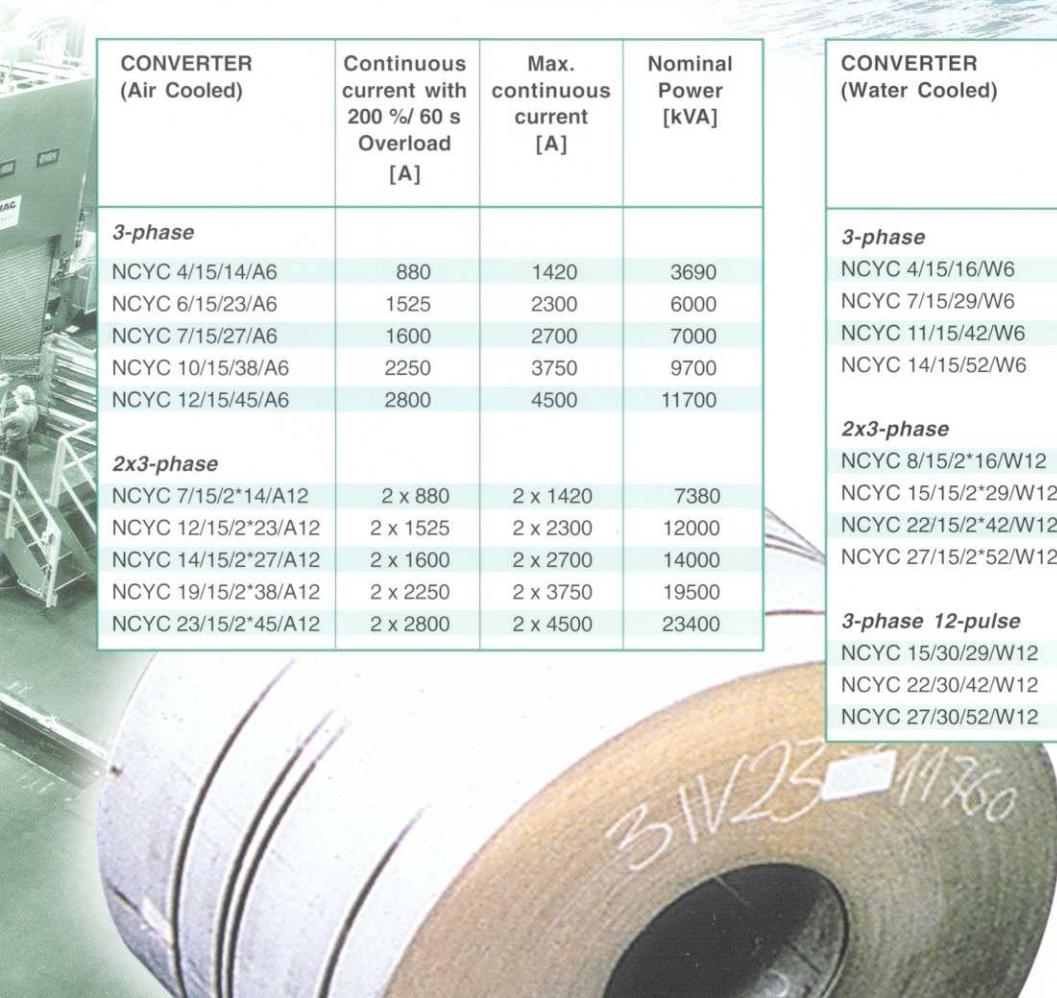 CONVERTER
(Air Cooled)
Continuous
current with
200 %/ 60 s
Overload
[A]
Max.
continuous
current
[A]
Nominal
Power
[kVA]
3-phase
NCYC 4/15/14/A6 880 1420 3690
NCYC 6/15/23/A6 1525 2300 6000
NCYC 7/15/27/A6 1600 2700 7000
NCYC 10/15/38/A6 2250 3750 9700
NCYC 12/15/45/A6 2800 4500 11700
2x3-phase
NCYC 7/15/2*14/A12 2 x 880 2 x 1420 7380
NCYC 12/15/2*23/A12 2 x 1525 2 x 2300 12000
NCYC 14/15/2*27/A12 2 x 1600 2 x 2700 14000
NCYC 19/15/2*38/A12 2 x 2250 2 x 3750 19500
NCYC 23/15/2*45/A12 2 x 2800 2 x 4500 23400
CONVERTER
(Water Cooled)
3-phase
NCYC 4/15/16/W6
NCYC 7/15/29/W6
NCYC 11/15/42/W6
NCYC 14/15/52/W6
2x3-phase
NCYC 8/15/2*16/W12
NCYC 15/15/2*29/W12
NCYC 22/15/2*42/W12
NCYC 27/15/2*52/W12
3-phase 12-pulse
NCYC 15/30/29/W12
NCYC 22/30/42/W12
NCYC 27/30/52/W12
31V23 11760